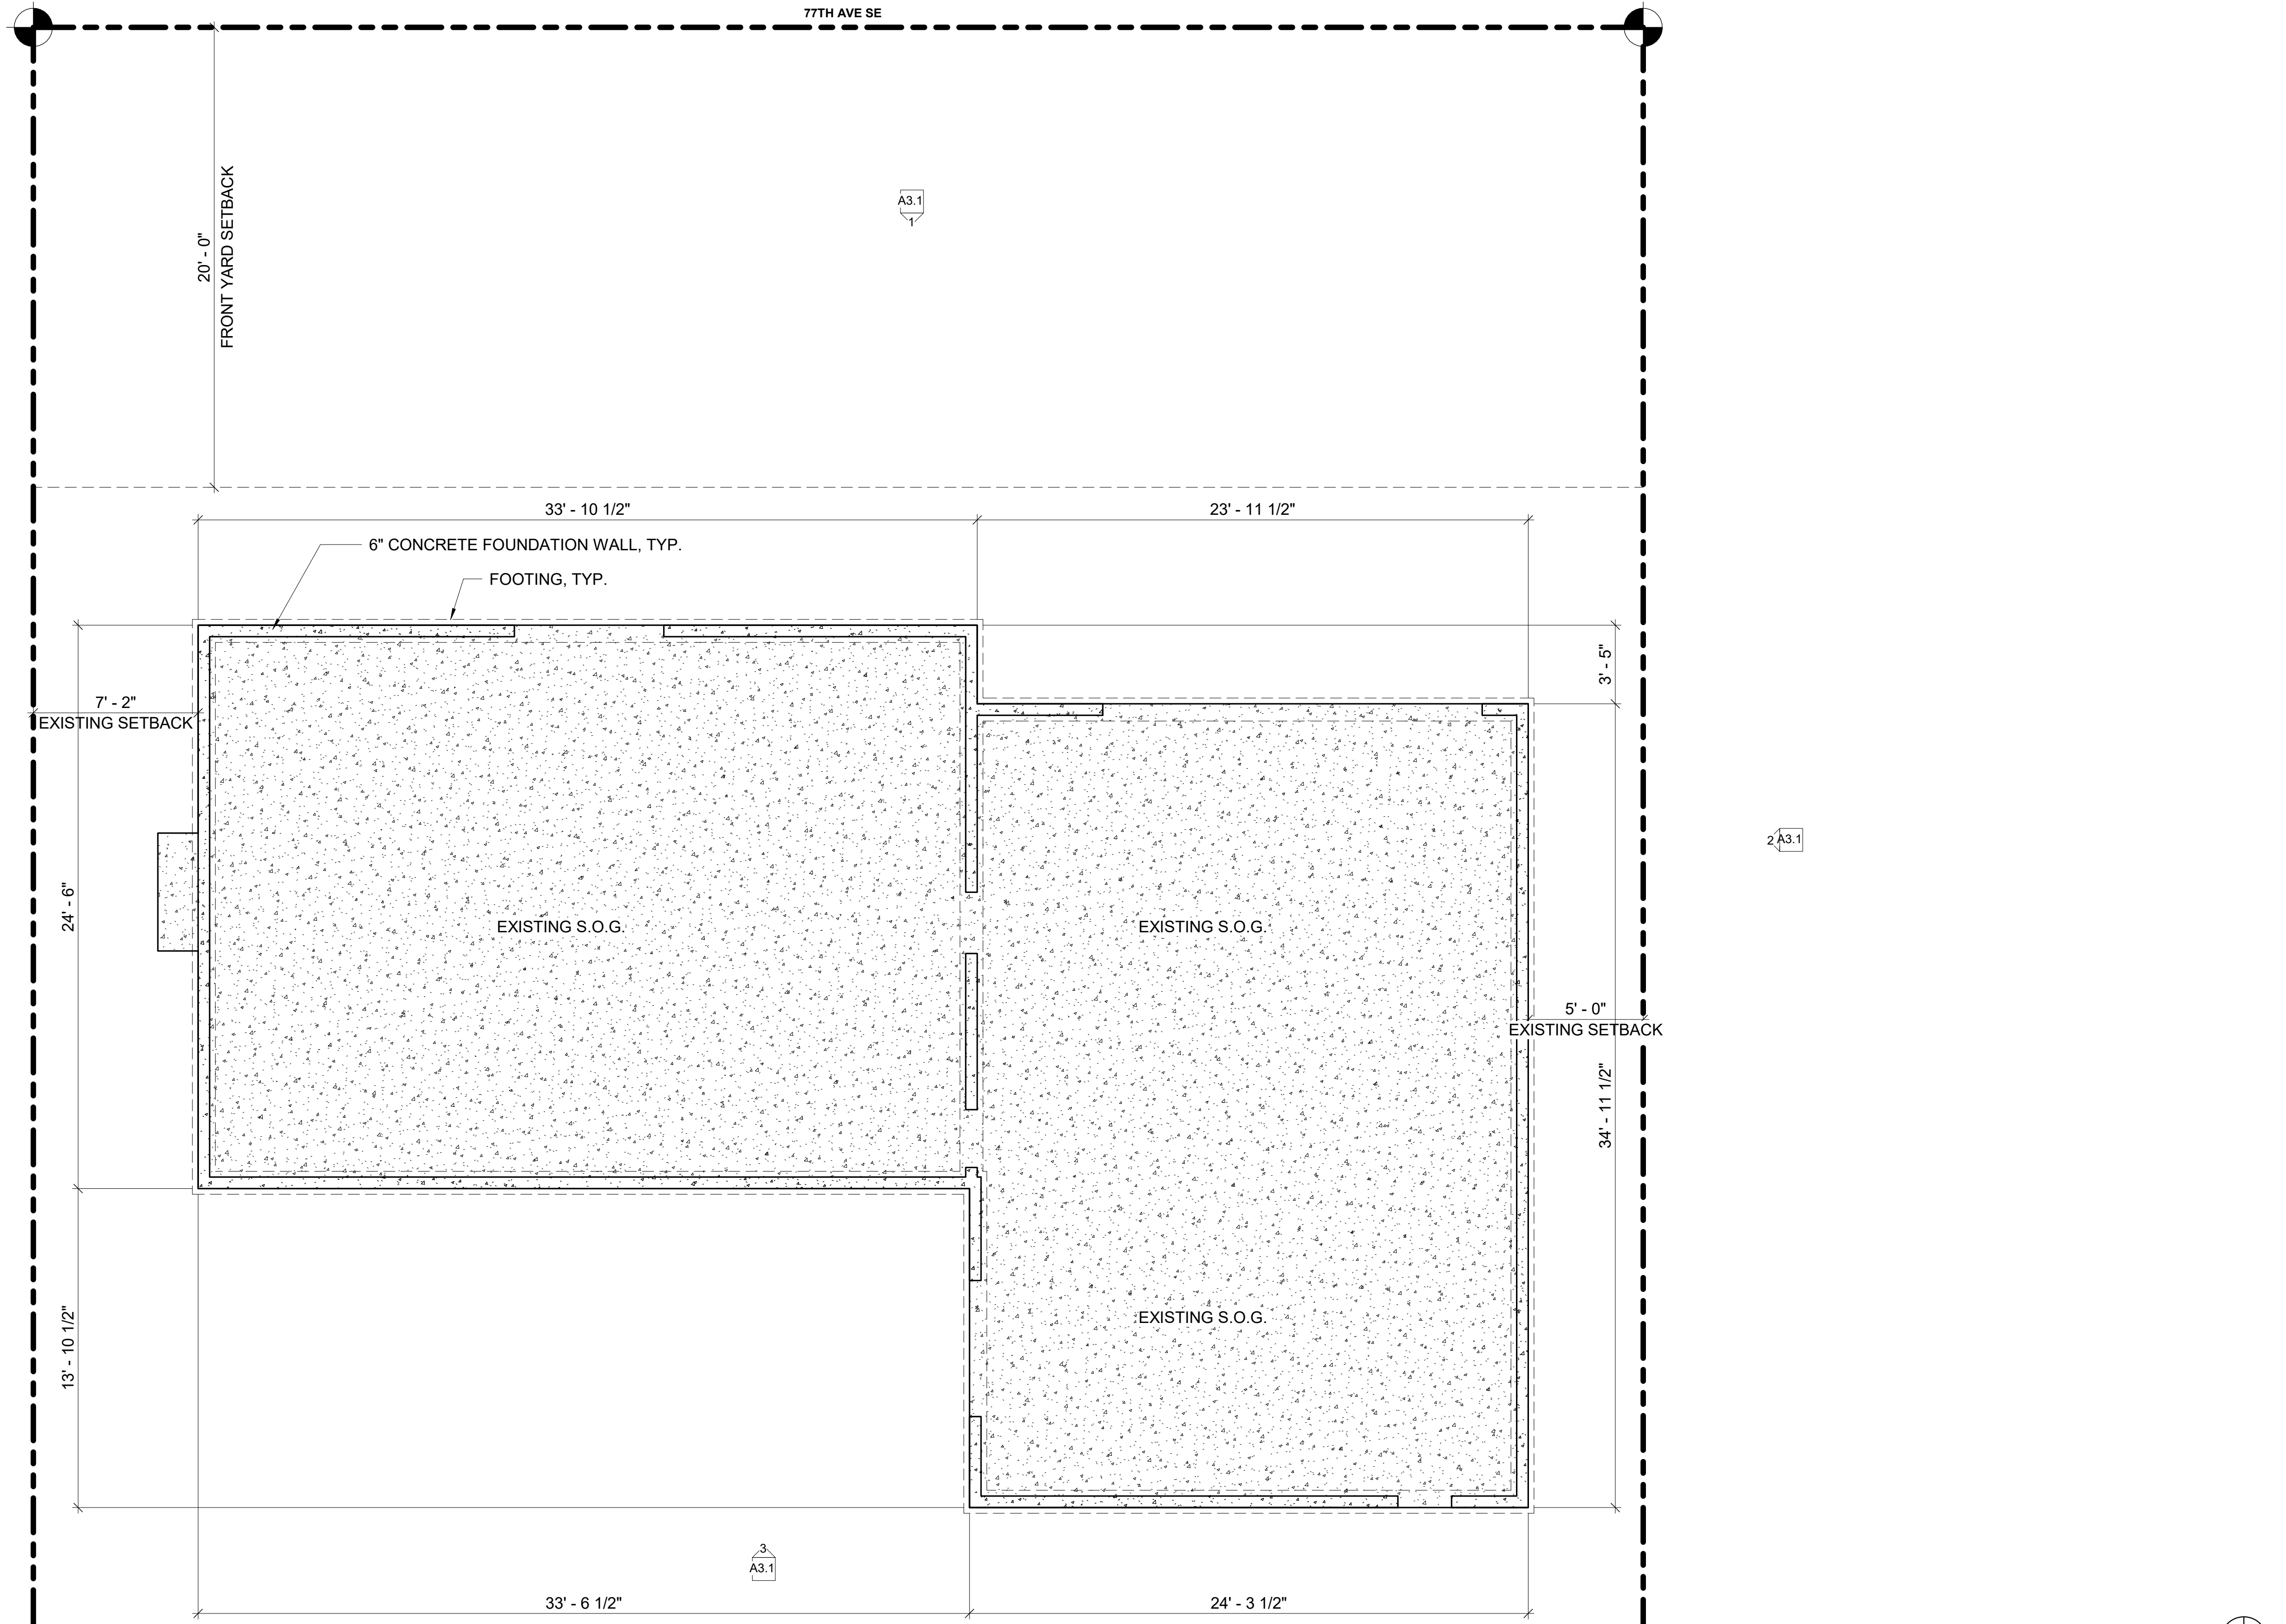 77TH AVE SE
A3.1
1
20' - 0"
FRONT YARD SETBACK
33' - 10 1/2"
23' - 11 1/2"
6" CONCRETE FOUNDATION WALL, TYP.
FOOTING, TYP.
3' - 5"
7' - 2"
EXISTING SETBACK
2 A3.1
24' - 6"
EXISTING S.O.G.
EXISTING S.O.G.
5' - 0"
EXISTING SETBACK
34' - 11 1/2"
13' - 10 1/2"
EXISTING S.O.G.
3
A3.1
33' - 6 1/2"
24' - 3 1/2"